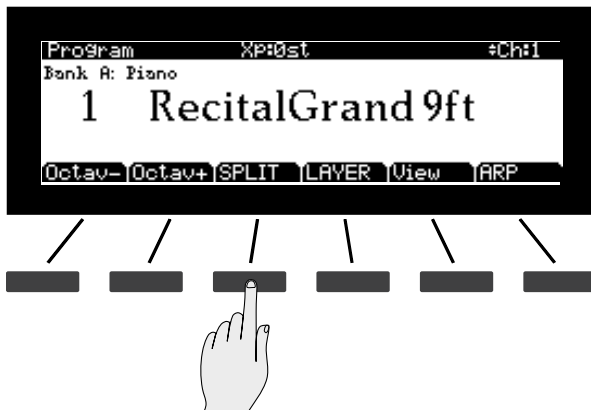 Program Xp:0st ÷Ch:1
Bank A: Piano
1 RecitalGrand 9ft
Octav- Octav+ SPLIT LAYER View ARP